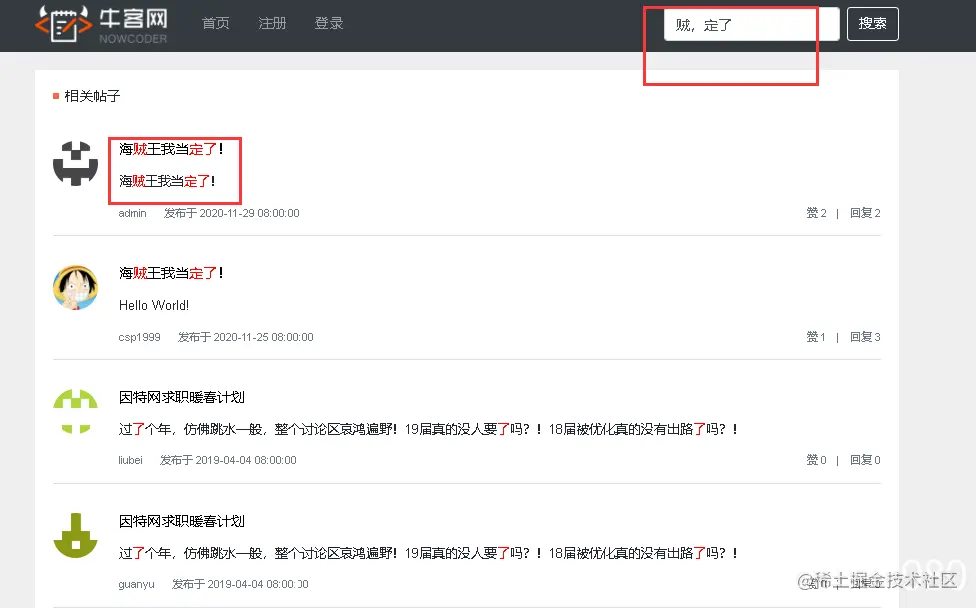 牛客网
NOWCODER
首页 注册 登录
贼，定了 搜索
相关帖子
海贼王我当定了！
海贼王我当定了！
admin 发布于 2020-11-29 08:00:00 赞 2 | 回复 2
海贼王我当定了！
Hello World!
csp1999 发布于 2020-11-25 08:00:00 赞 1 | 回复 3
因特网求职暖春计划
过了个年，仿佛跳水一般，整个讨论区哀鸿遍野！19届真的没人要了吗？！18届被优化真的没有出路了吗？！
liubei 发布于 2019-04-04 08:00:00 赞 0 | 回复 0
因特网求职暖春计划
过了个年，仿佛跳水一般，整个讨论区哀鸿遍野！19届真的没人要了吗？！18届被优化真的没有出路了吗？！
guanyu 发布于 2019-04-04 08:00:00
@稀土掘金技术社区